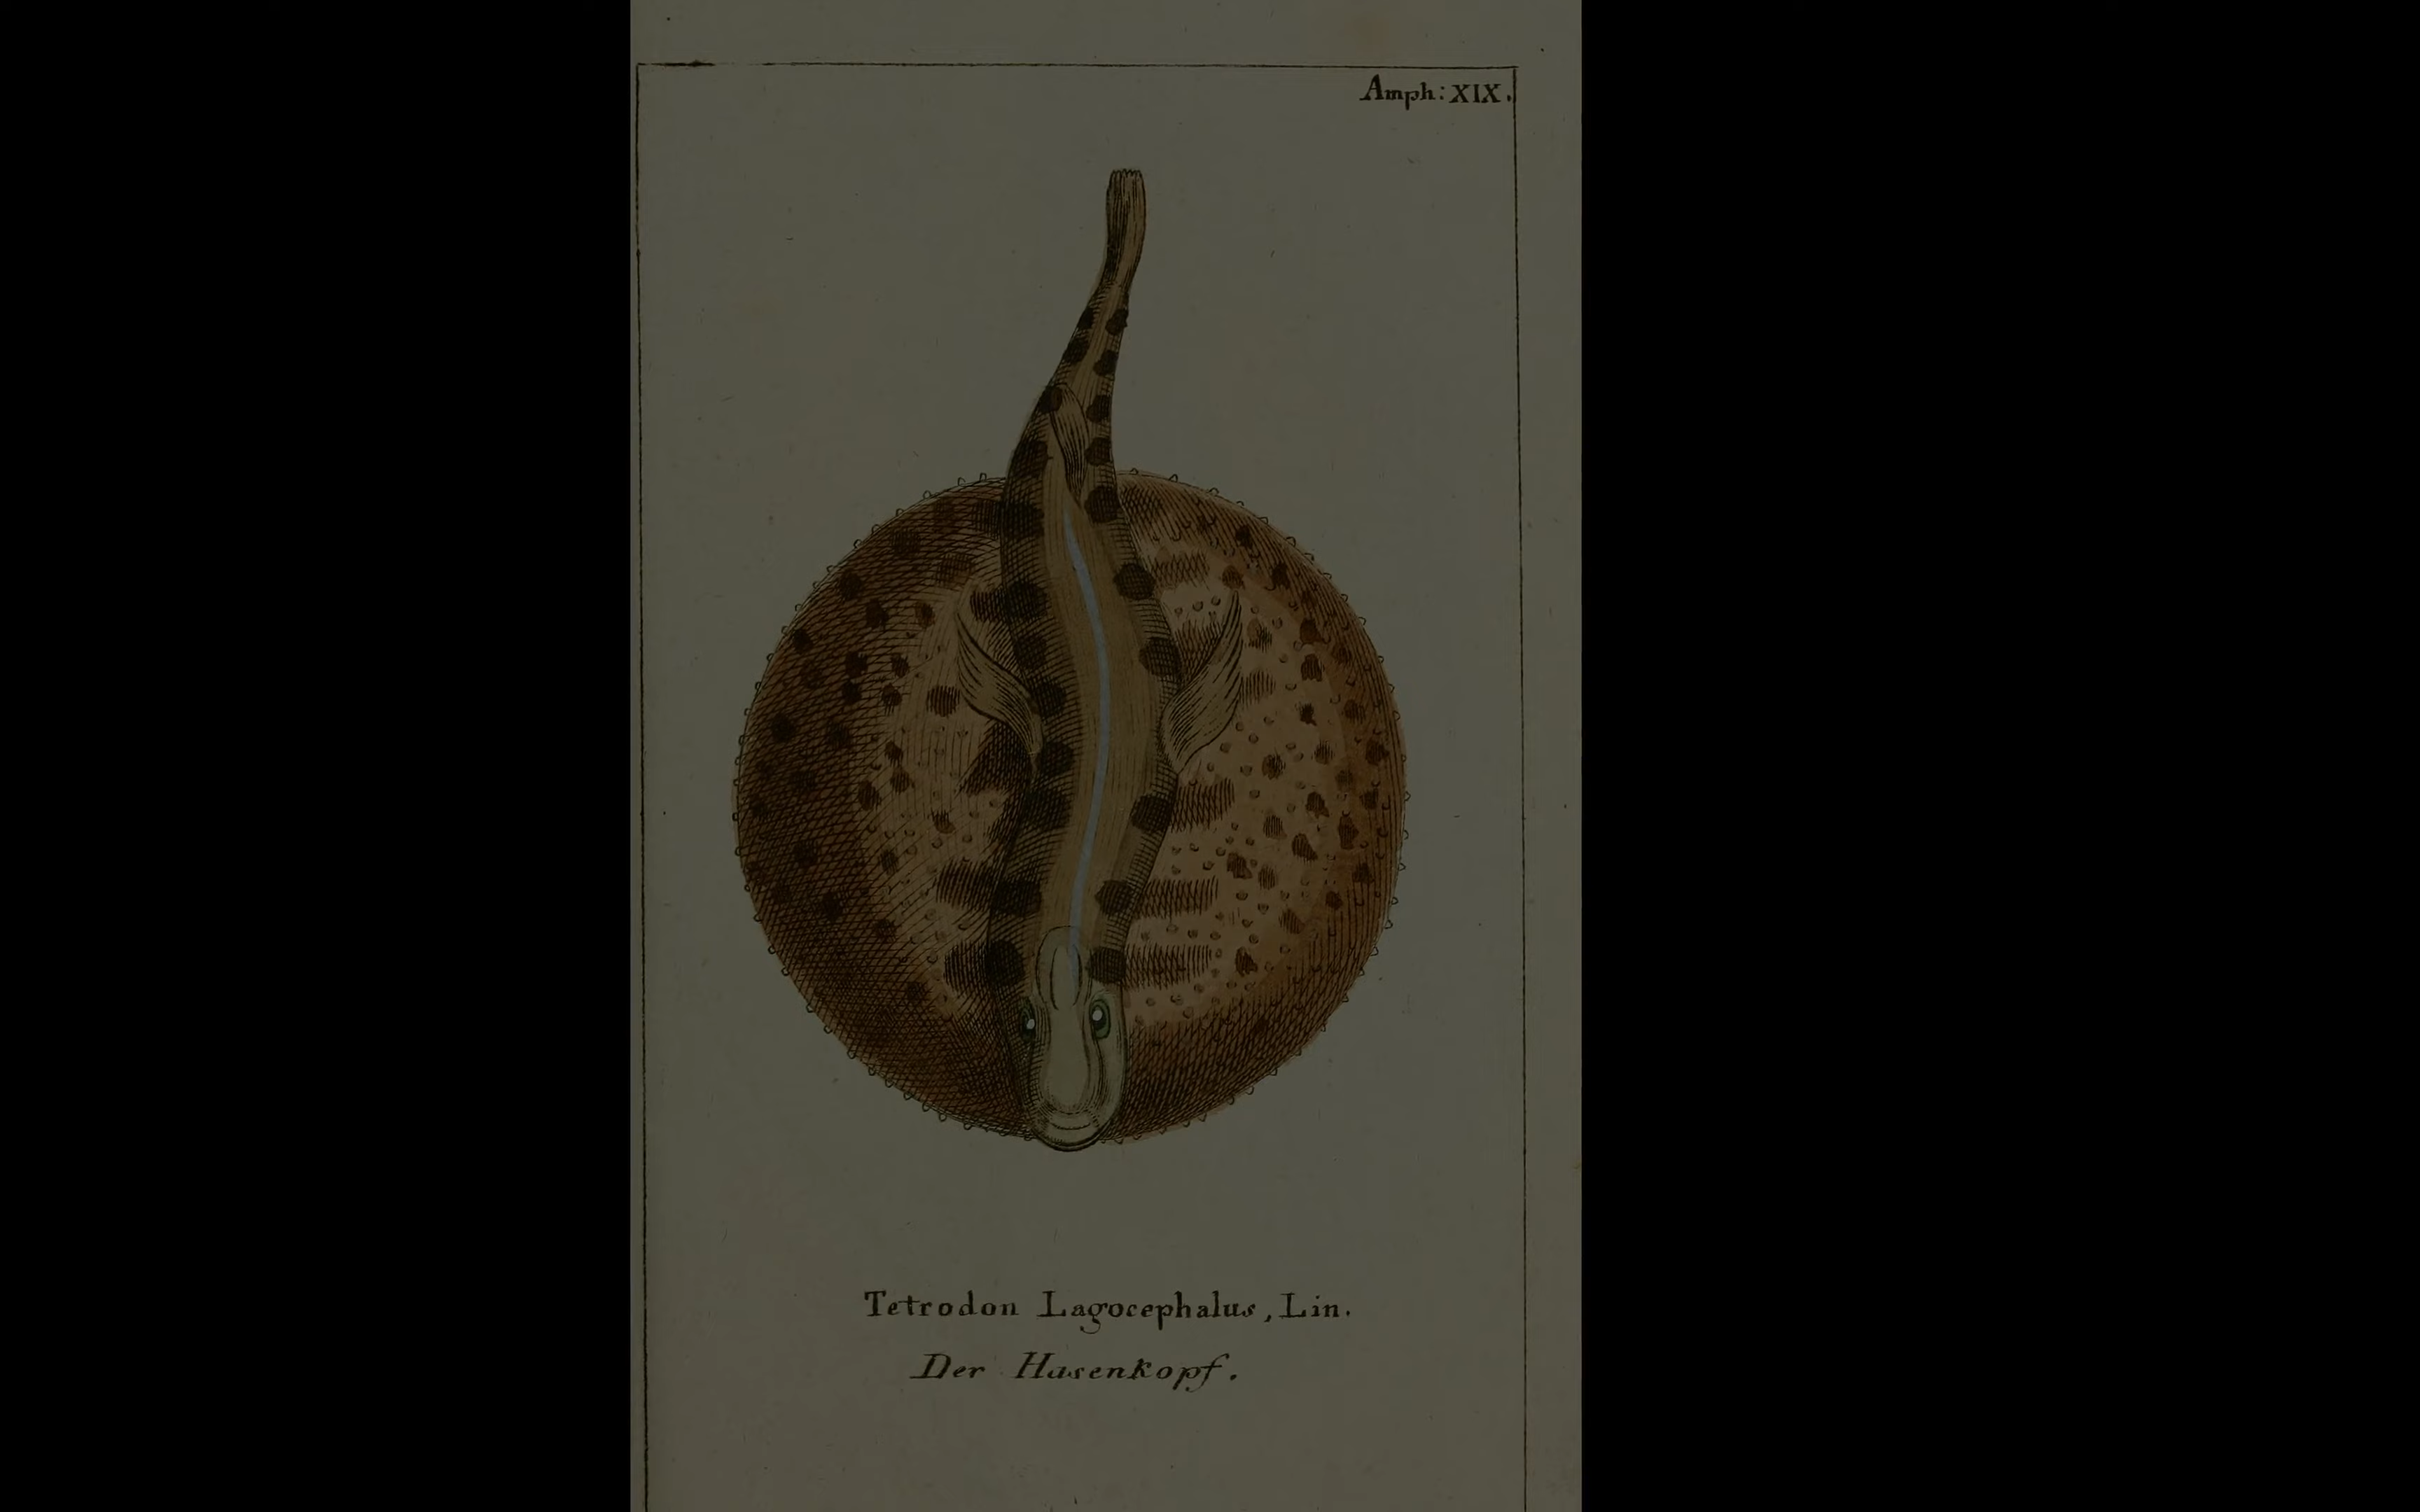 Amph: XIX.
Tetrodon Lagocephalus, Lin.
Der Hasenkopf.